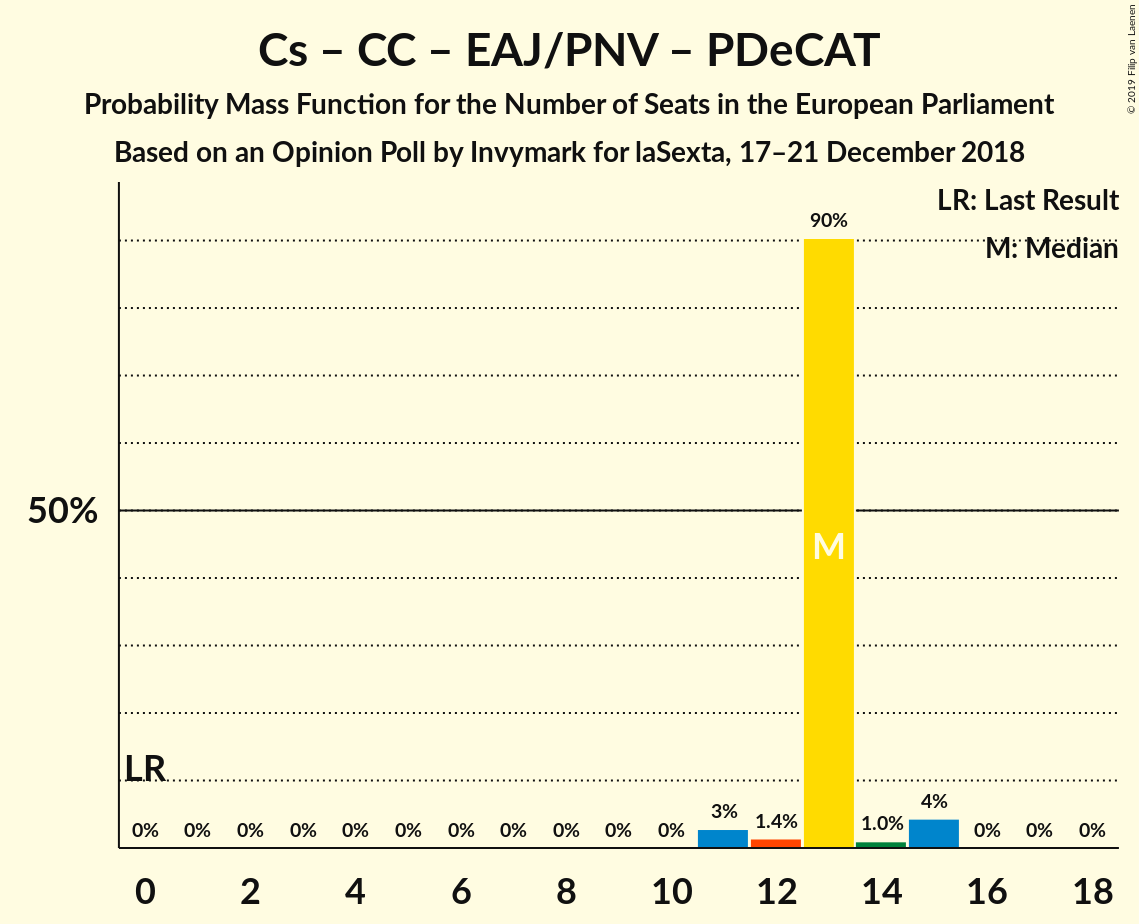 Cs – CC – EAJ/PNV – PDeCAT
Probability Mass Function for the Number of Seats in the European Parliament
Based on an Opinion Poll by Invymark for laSexta, 17–21 December 2018
© 2019 Filip van Laenen
LR: Last Result
M: Median
90%
50%
M
LR
0% 0% 0% 0% 0% 0% 0% 0% 0% 0% 0% 3% 1.4% 1.0% 4% 0% 0% 0%
0 2 4 6 8 10 12 14 16 18